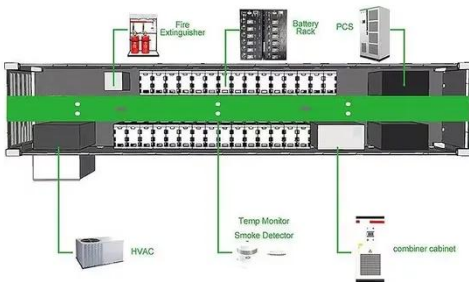 Fire
Extinguisher
Battery
Rack
PCS
HVAC
Temp Monitor
Smoke Detector
combiner cabinet